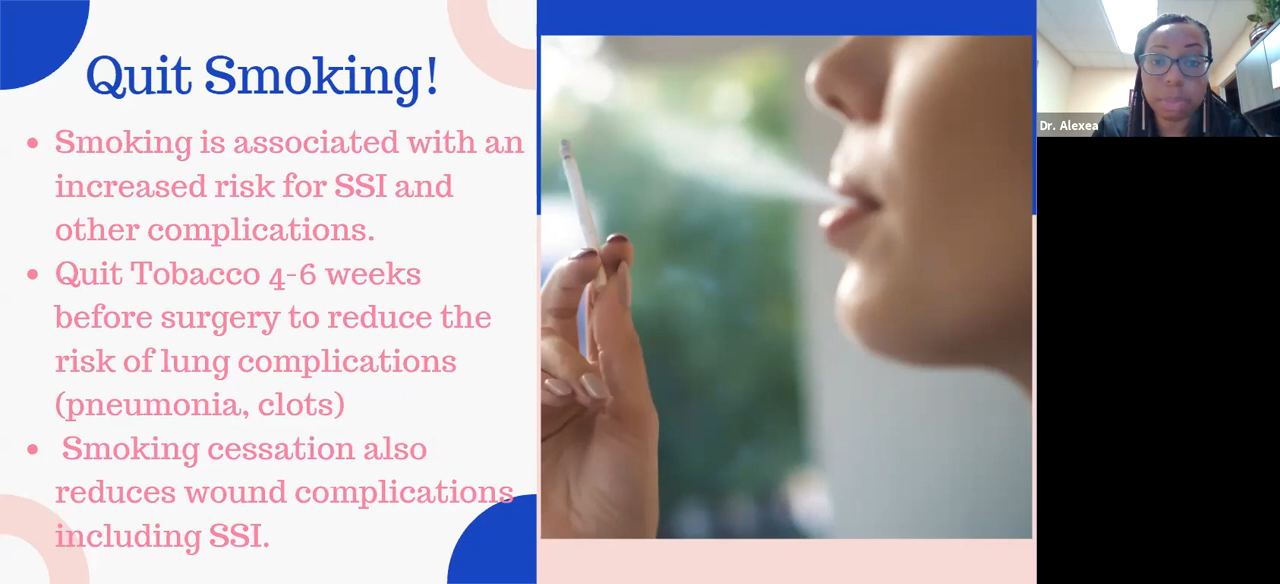 Quit Smoking!
• Smoking is associated with an
increased risk for SSI and
other complications.
• Quit Tobacco 4-6 weeks
before surgery to reduce the
risk of lung complications
(pneumonia, clots)
• Smoking cessation also
reduces wound complications
including SSI.
Dr. Alexea